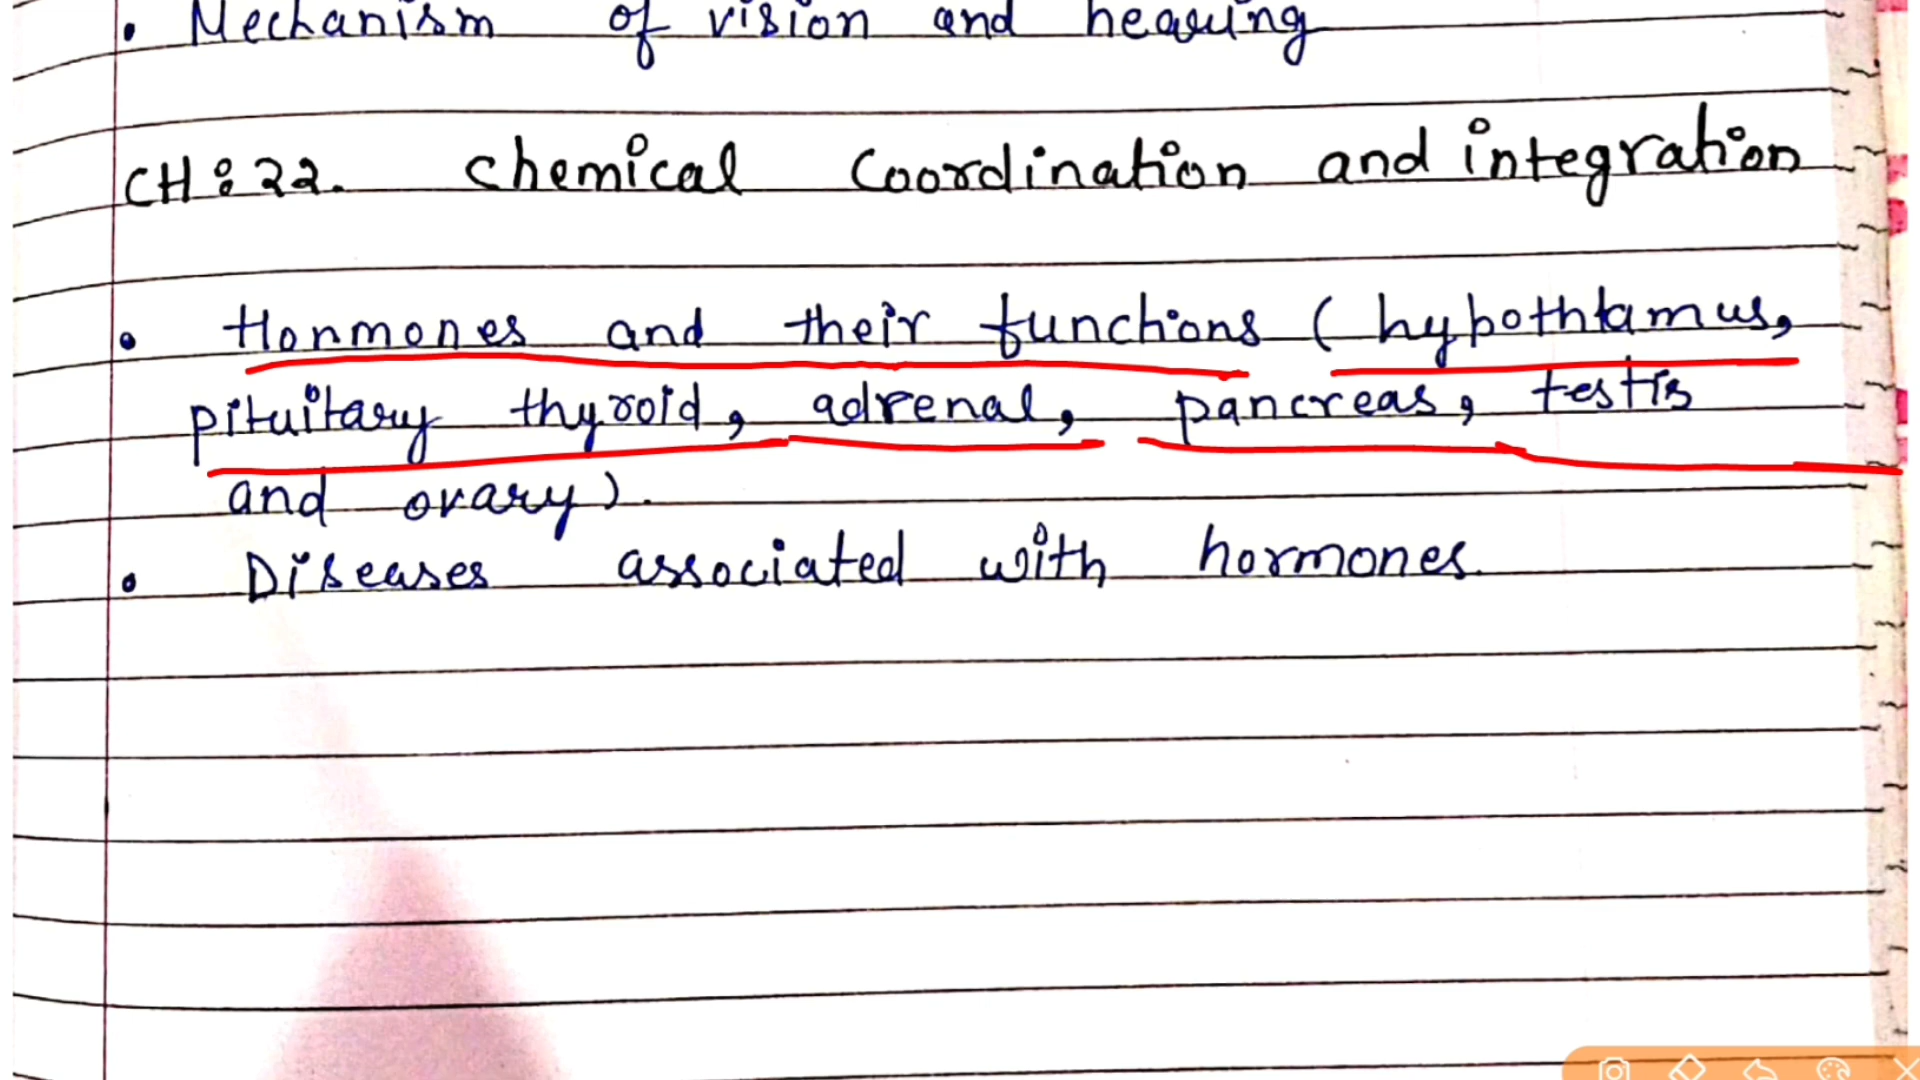 • Mechanism of vision and hearing
CH: 22. Chemical Coordination and integration
• Hormones and their functions ( hypothlamus,
pituitary thyroid, adrenal, pancreas, testis
and ovary).
• Diseases associated with hormones.